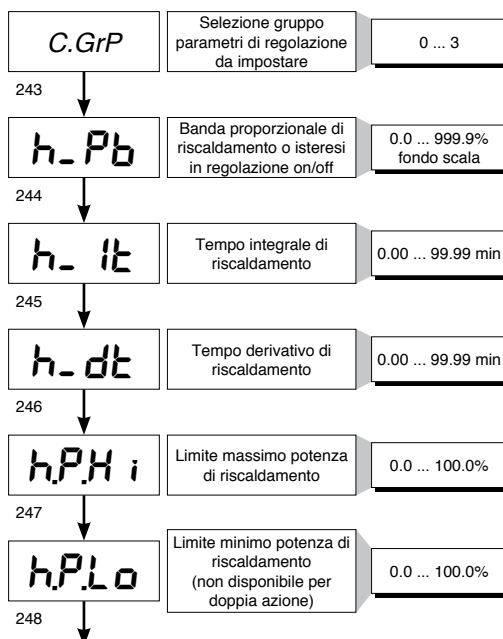 C.GrP
Selezione gruppo
parametri di regolazione
da impostare
0 ... 3
243
h_Pb
Banda proporzionale di
riscaldamento o isteresi
in regolazione on/off
0.0 ... 999.9%
fondo scala
244
h_It
Tempo integrale di
riscaldamento
0.00 ... 99.99 min
245
h_dt
Tempo derivativo di
riscaldamento
0.00 ... 99.99 min
246
h.P.Hi
Limite massimo potenza
di riscaldamento
0.0 ... 100.0%
247
h.P.Lo
Limite minimo potenza di
riscaldamento
(non disponibile per
doppia azione)
0.0 ... 100.0%
248